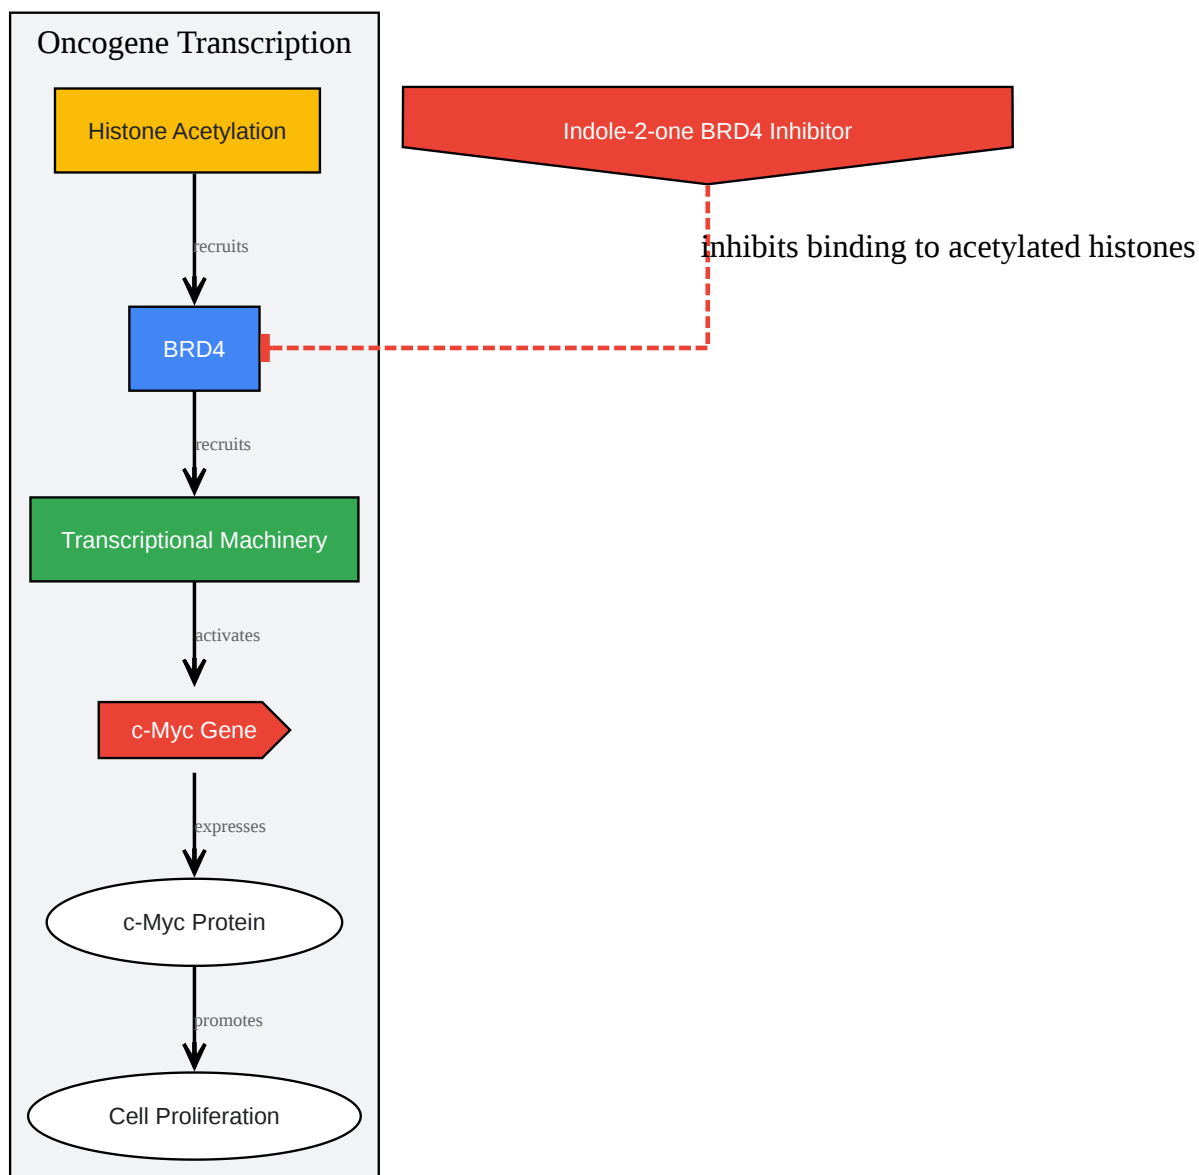 Oncogene Transcription
Histone Acetylation
Indole-2-one BRD4 Inhibitor
recruits
inhibits binding to acetylated histones
BRD4
recruits
Transcriptional Machinery
activates
c-Myc Gene
expresses
c-Myc Protein
promotes
Cell Proliferation